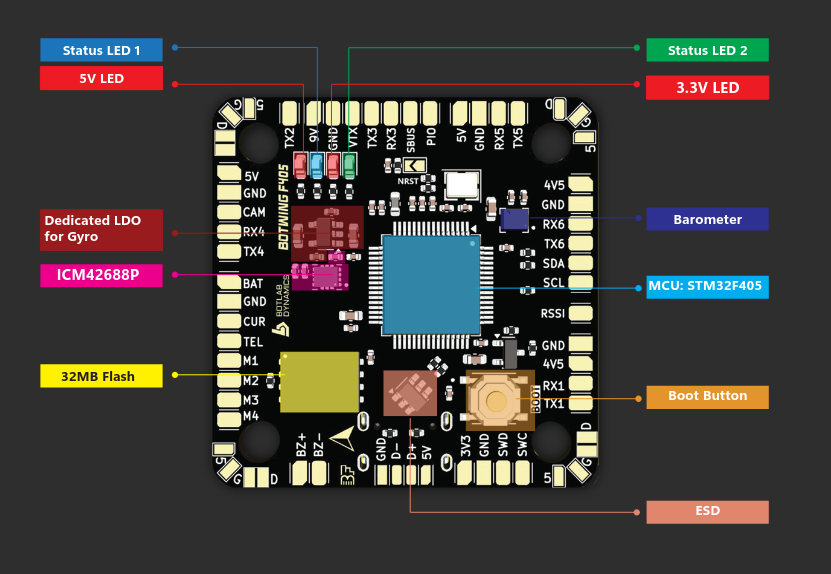 Status LED 1
5V LED
Status LED 2
3.3V LED
Dedicated LDO
for Gyro
ICM42688P
32MB Flash
Barometer
MCU: STM32F405
Boot Button
ESD
5
G
D
TX2
9V
GND
VTX
TX3
RX3
SBUS
PIO
5V
GND
RX5
TX5
D
G
5
5V
GND
CAM
RX4
TX4
BAT
GND
CUR
TEL
M1
M2
M3
M4
BOTWING F405
BOTLAB
DYNAMICS
NRST
4V5
GND
RX6
TX6
SDA
SCL
RSSI
GND
4V5
RX1
TX1
BOOT
5
G
D
BZ+
BZ-
BF
GND
D-
D+
5V
3V3
GND
SWD
SWC
5
G
D